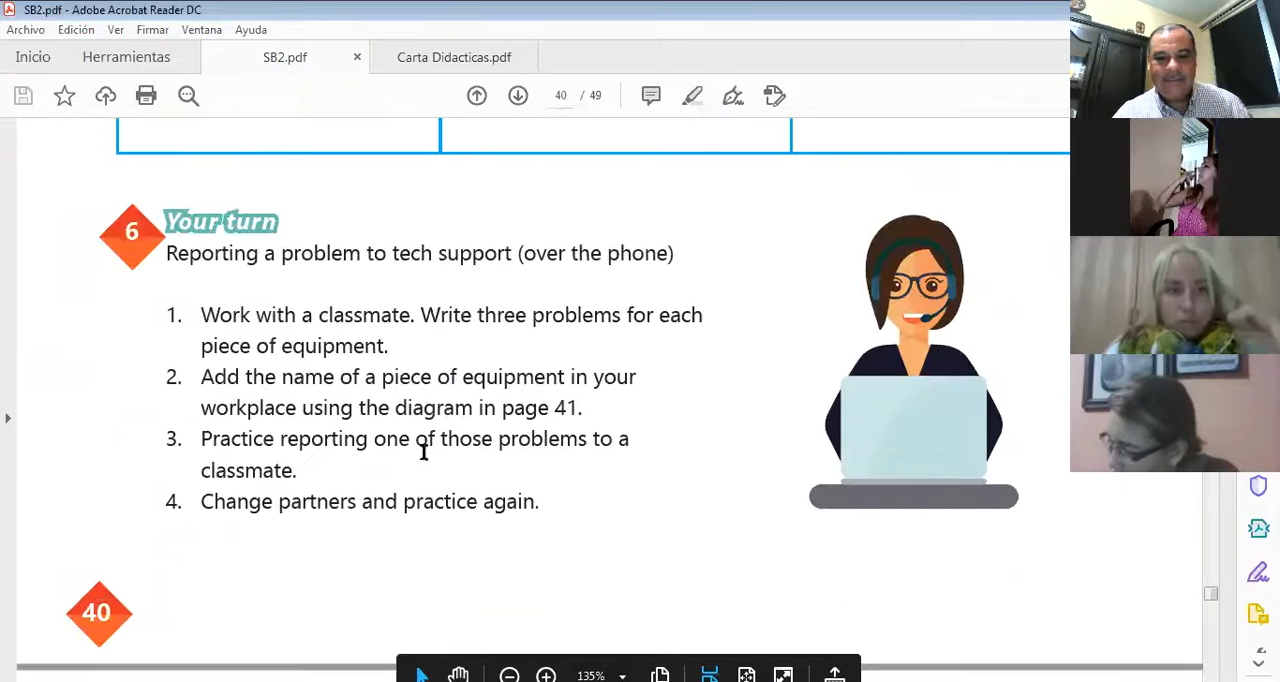 SB2.pdf - Adobe Acrobat Reader DC
Archivo Edición Ver Firmar Ventana Ayuda
Inicio Herramientas SB2.pdf × Carta Didacticas.pdf
40 / 49
6 Your turn
Reporting a problem to tech support (over the phone)
1. Work with a classmate. Write three problems for each
piece of equipment.
2. Add the name of a piece of equipment in your
workplace using the diagram in page 41.
3. Practice reporting one of those problems to a
classmate.
4. Change partners and practice again.
40
135%